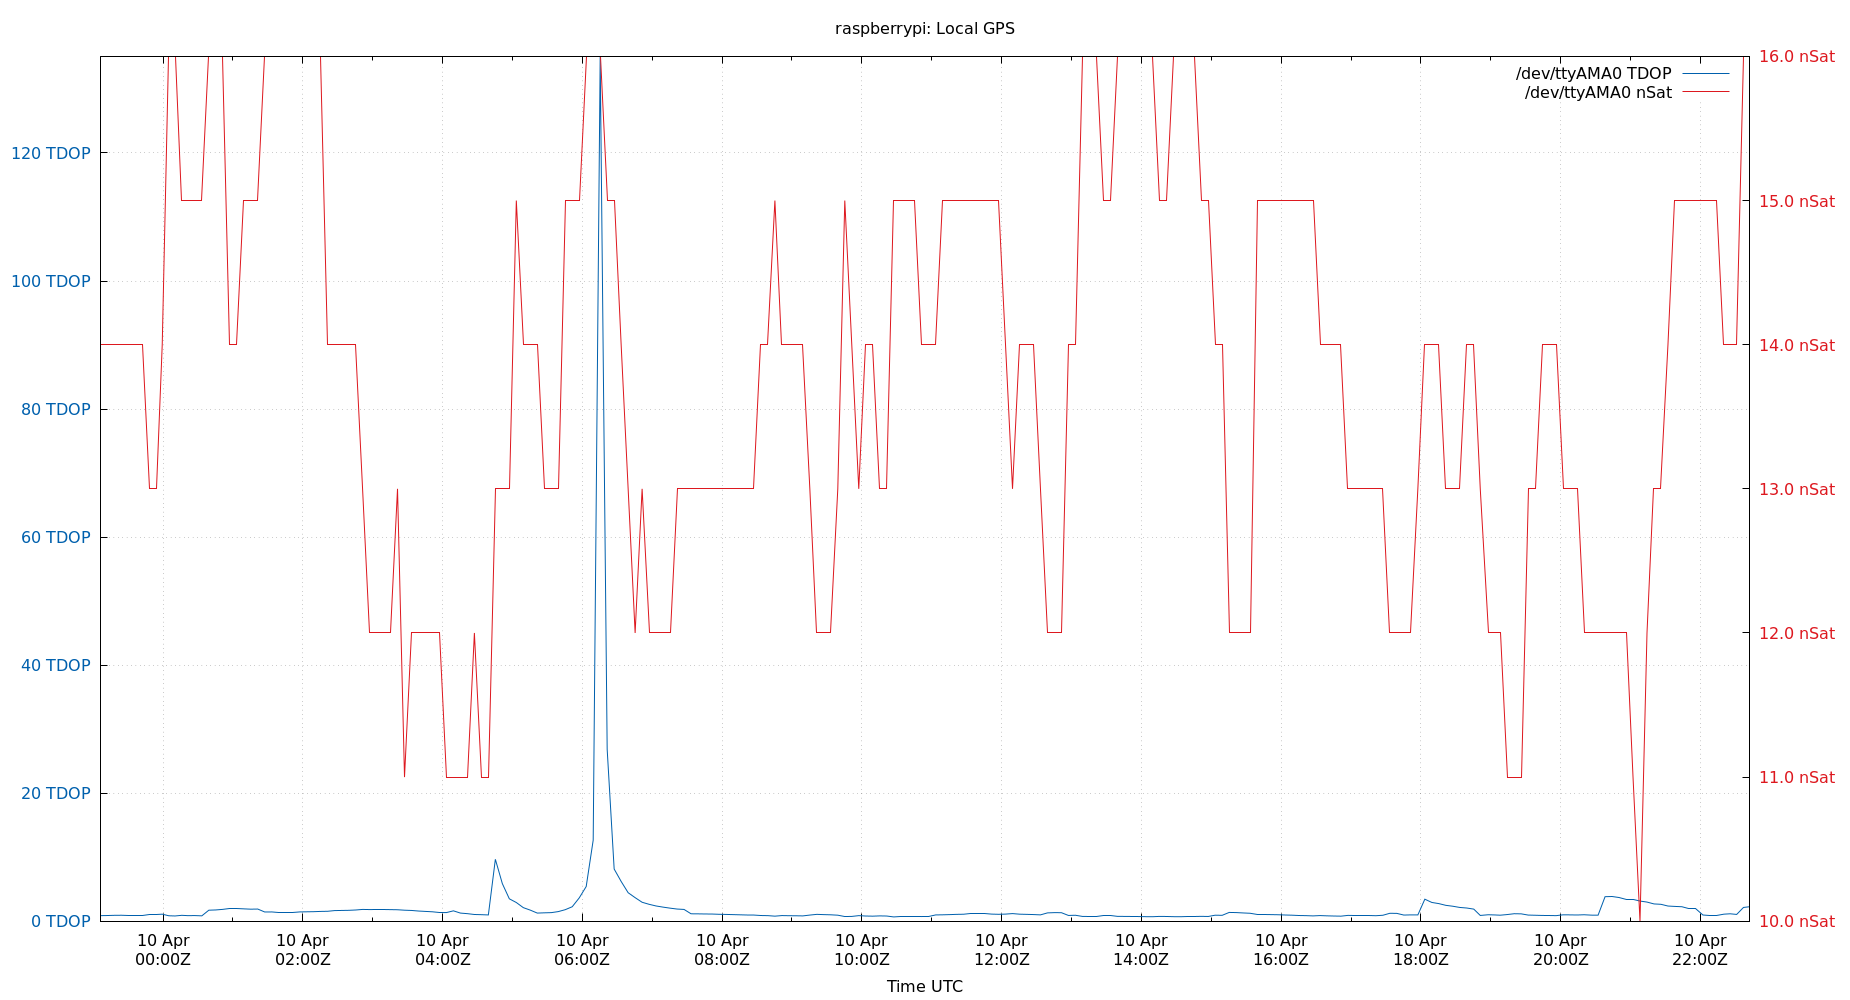 raspberrypi: Local GPS
/dev/ttyAMA0 TDOP
/dev/ttyAMA0 nSat
120 TDOP
100 TDOP
80 TDOP
60 TDOP
40 TDOP
20 TDOP
0 TDOP
16.0 nSat
15.0 nSat
14.0 nSat
13.0 nSat
12.0 nSat
11.0 nSat
10.0 nSat
10 Apr
00:00Z
10 Apr
02:00Z
10 Apr
04:00Z
10 Apr
06:00Z
10 Apr
08:00Z
10 Apr
10:00Z
10 Apr
12:00Z
10 Apr
14:00Z
10 Apr
16:00Z
10 Apr
18:00Z
10 Apr
20:00Z
10 Apr
22:00Z
Time UTC